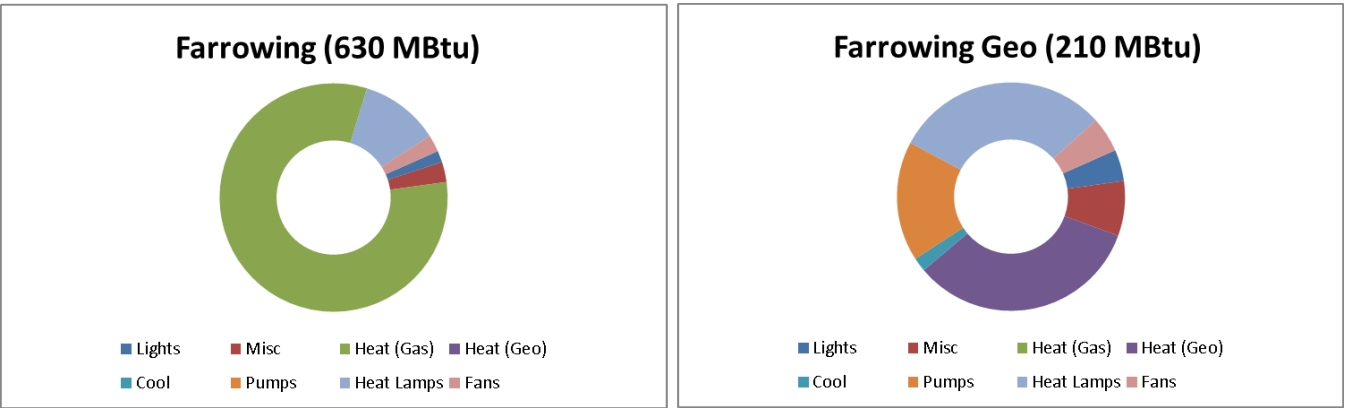 Farrowing (630 MBtu)
Lights Misc Heat (Gas) Heat (Geo)
Cool Pumps Heat Lamps Fans
Farrowing Geo (210 MBtu)
Lights Misc Heat (Gas) Heat (Geo)
Cool Pumps Heat Lamps Fans